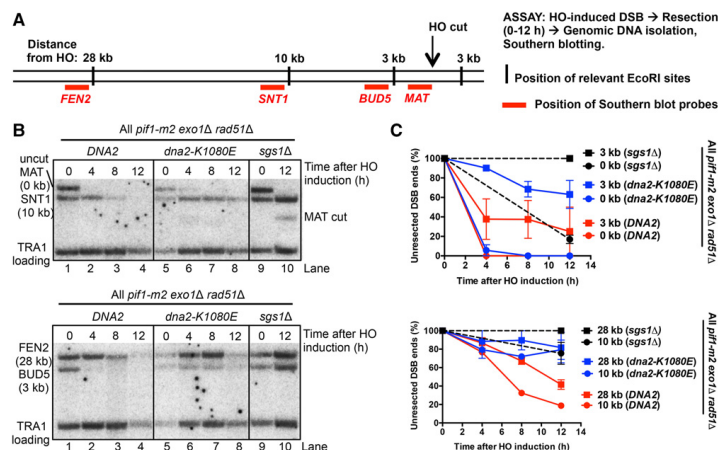 A
HO cut
Distance
from HO: 28 kb
10 kb
3 kb
3 kb
FEN2
SNT1
BUD5
MAT
ASSAY: HO-induced DSB → Resection
(0-12 h) → Genomic DNA isolation,
Southern blotting.
Position of relevant EcoRI sites
Position of Southern blot probes
B
All pif1-m2 exo1Δ rad51Δ
DNA2 dna2-K1080E sgs1Δ
uncut
MAT
(0 kb)
SNT1
(10 kb)
TRA1
loading
0 4 8 12 0 4 8 12 0 12
Time after HO
induction (h)
MAT cut
1 2 3 4 5 6 7 8 9 10 Lane
All pif1-m2 exo1Δ rad51Δ
DNA2 dna2-K1080E sgs1Δ
0 4 8 12 0 4 8 12 0 12
Time after HO
induction (h)
FEN2
(28 kb)
BUD5
(3 kb)
TRA1
loading
1 2 3 4 5 6 7 8 9 10 Lane
C
Unresected DSB ends (%)
100
80
60
40
20
0
0 2 4 6 8 10 12 14
Time after HO induction (h)
3 kb (sgs1Δ)
0 kb (sgs1Δ)
3 kb (dna2-K1080E)
0 kb (dna2-K1080E)
3 kb (DNA2)
0 kb (DNA2)
All pif1-m2 exo1Δ rad51Δ
Unresected DSB ends (%)
100.00
80.00
60.00
40.00
20.00
0.00
0 2 4 6 8 10 12 14
Time after HO induction (h)
28 kb (sgs1Δ)
10 kb (sgs1Δ)
28 kb (dna2-K1080E)
10 kb (dna2-K1080E)
28 kb (DNA2)
10 kb (DNA2)
All pif1-m2 exo1Δ rad51Δ